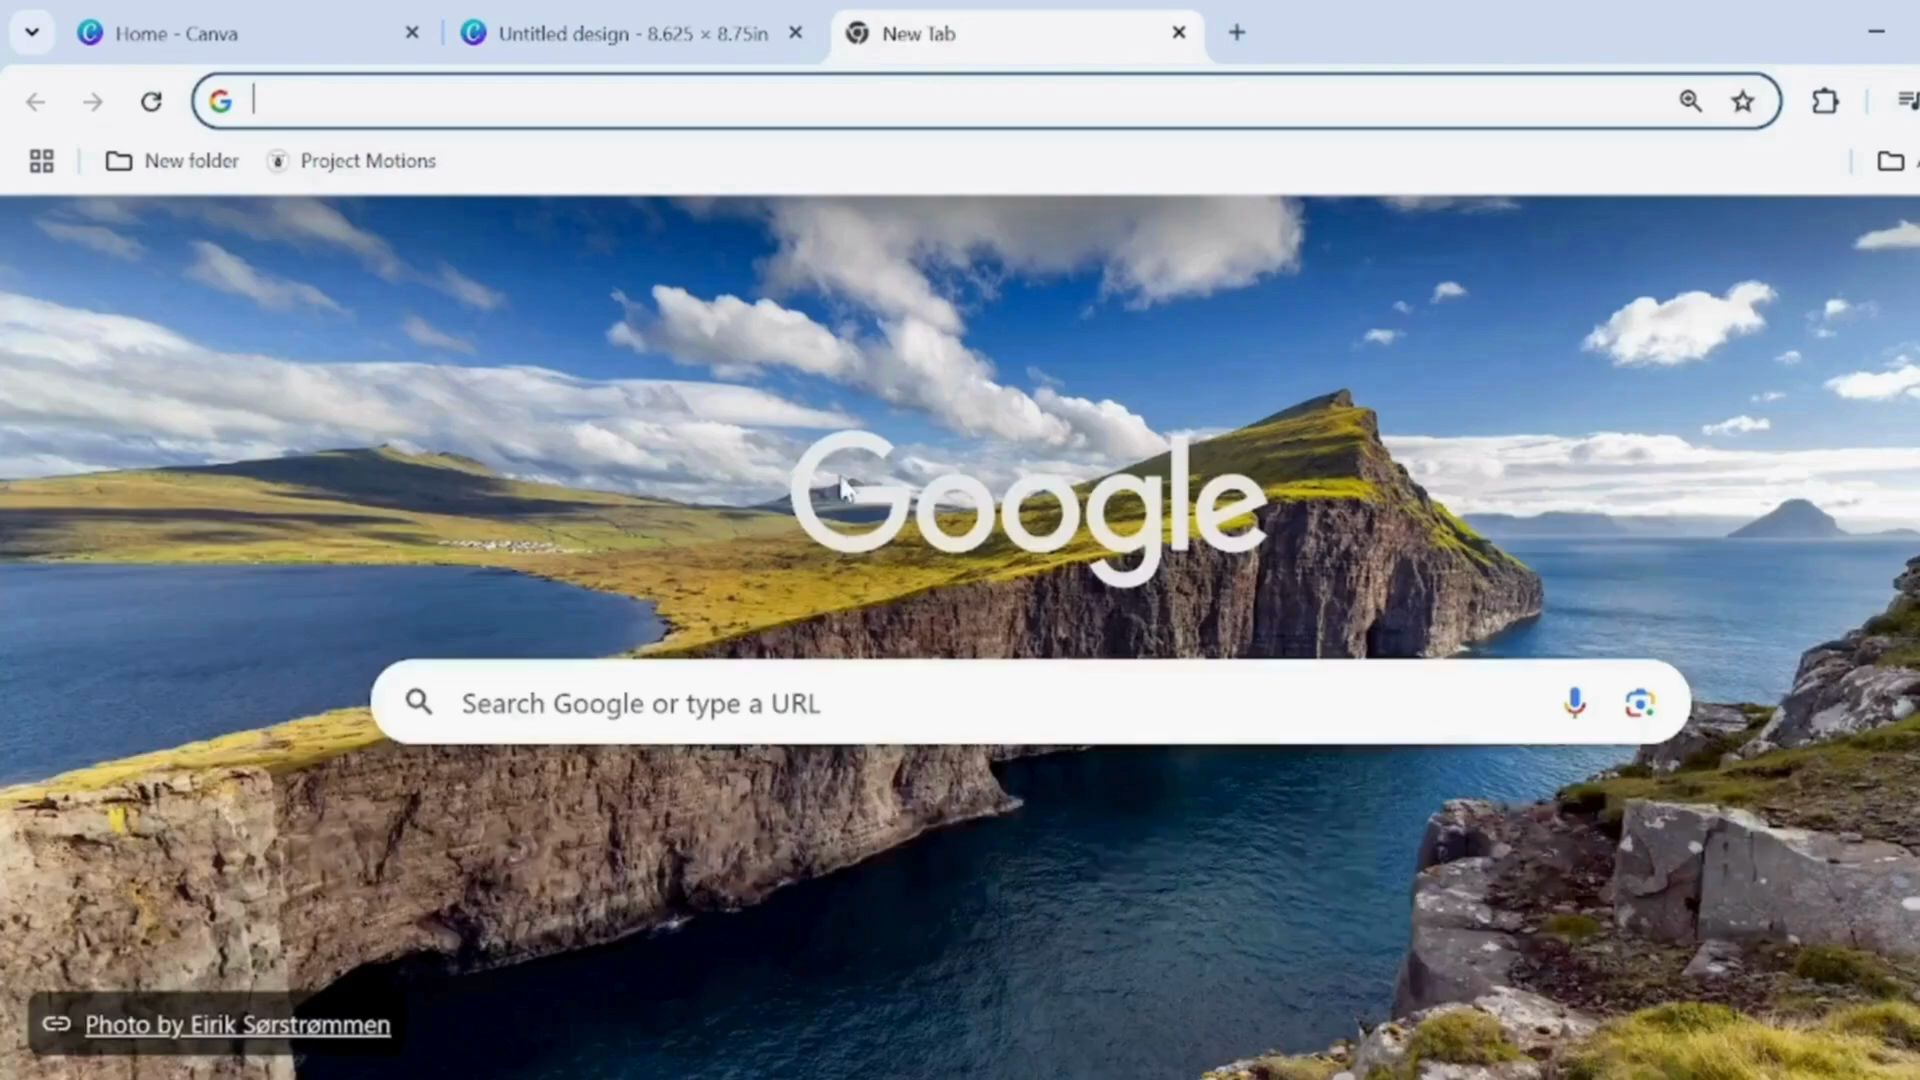 Home - Canva
Untitled design - 8.625 × 8.75in
New Tab
New folder
Project Motions
Google
Search Google or type a URL
Photo by Eirik Sørstrømmen